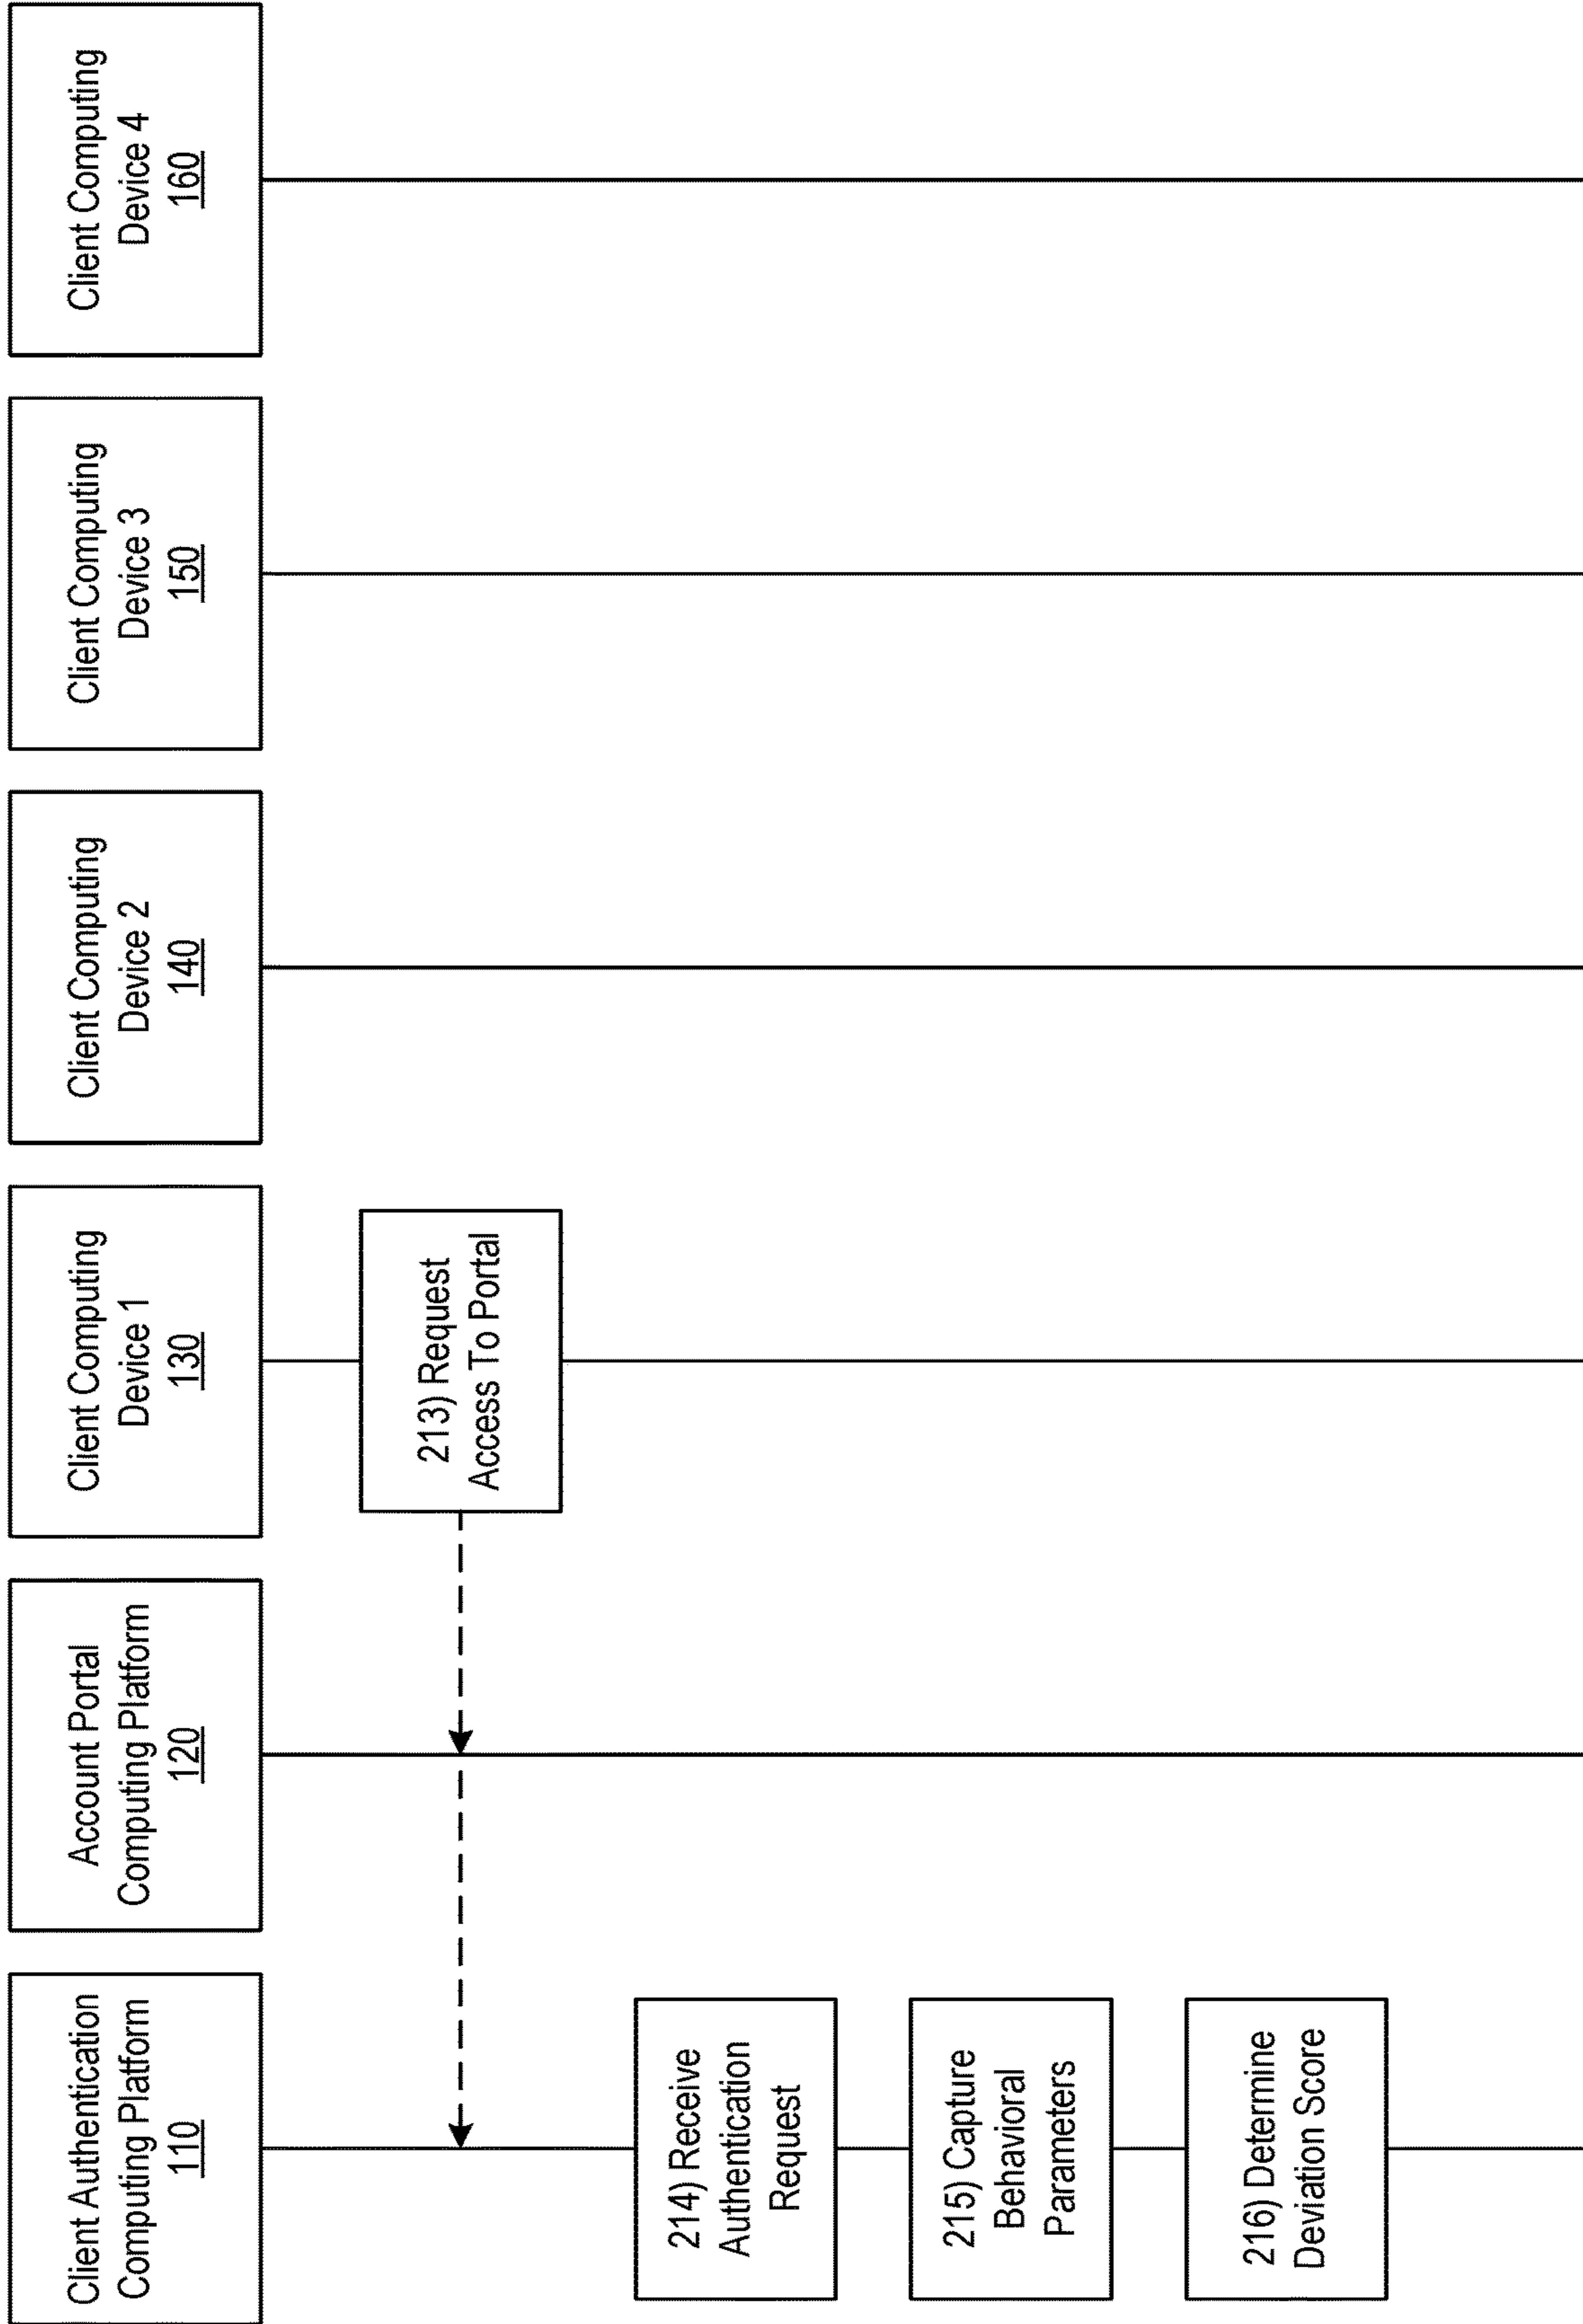 Client Authentication
Computing Platform
110
Account Portal
Computing Platform
120
Client Computing
Device 1
130
Client Computing
Device 2
140
Client Computing
Device 3
150
Client Computing
Device 4
160
213) Request
Access To Portal
214) Receive
Authentication
Request
215) Capture
Behavioral
Parameters
216) Determine
Deviation Score